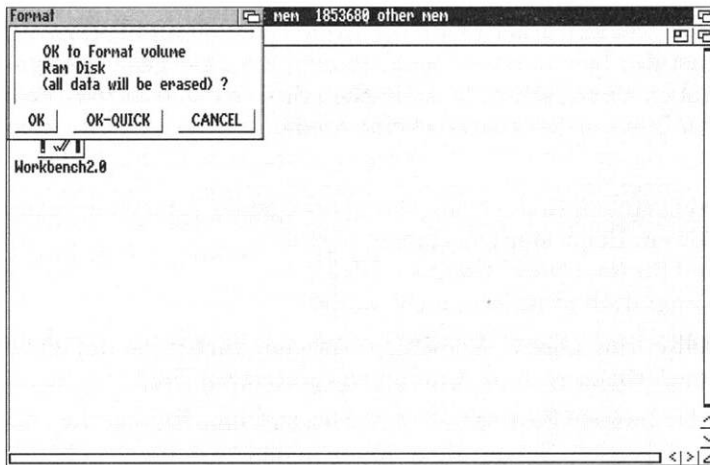 Format
mem 1853680 other mem
OK to Format volume
Ram Disk
(all data will be erased) ?
OK
OK-QUICK
CANCEL
Workbench2.0